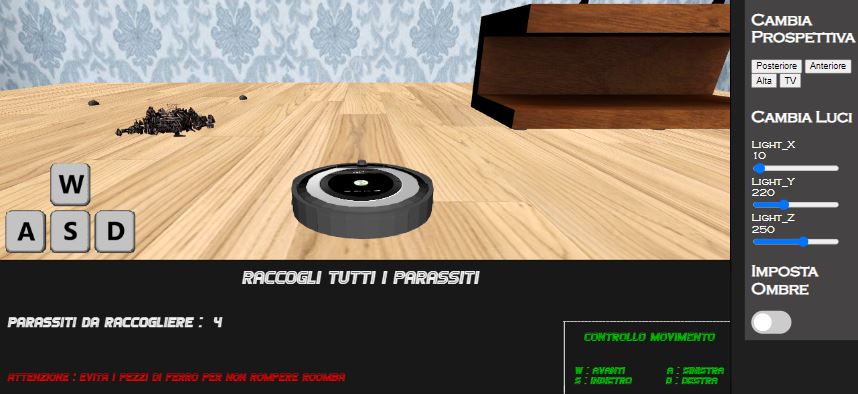 Cambia
Prospettiva
Posteriore
Anteriore
Alta
TV
Cambia Luci
Light_X
10
Light_Y
220
Light_Z
250
Imposta
Ombre
W
A
S
D
RACCOGLI TUTTI I PARASSITI
PARASSITI DA RACCOGLIERE : 4
ATTENZIONE : EVITA I PEZZI DI FERRO PER NON ROMPERE ROOMBA
CONTROLLO MOVIMENTO
W : AVANTI
A : SINISTRA
S : INDIETRO
D : DESTRA